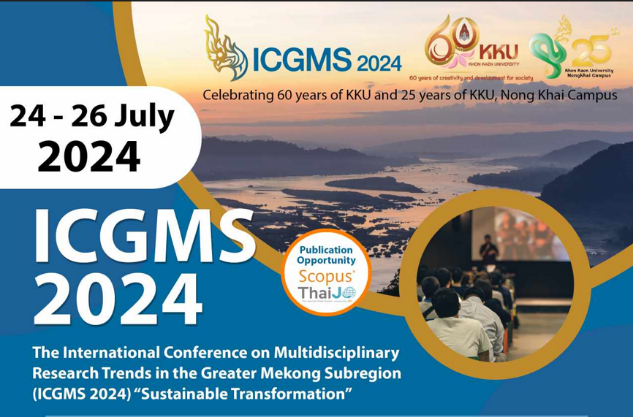 ICGMS 2024
60 KKU
KHON KAEN UNIVERSITY
60 years of creativity and development for society
25
Khon Kaen University
Nongkhai Campus
Celebrating 60 years of KKU and 25 years of KKU, Nong Khai Campus
24 - 26 July
2024
ICGMS
2024
Publication
Opportunity
Scopus®
ThaiJO
The International Conference on Multidisciplinary
Research Trends in the Greater Mekong Subregion
(ICGMS 2024) “Sustainable Transformation”